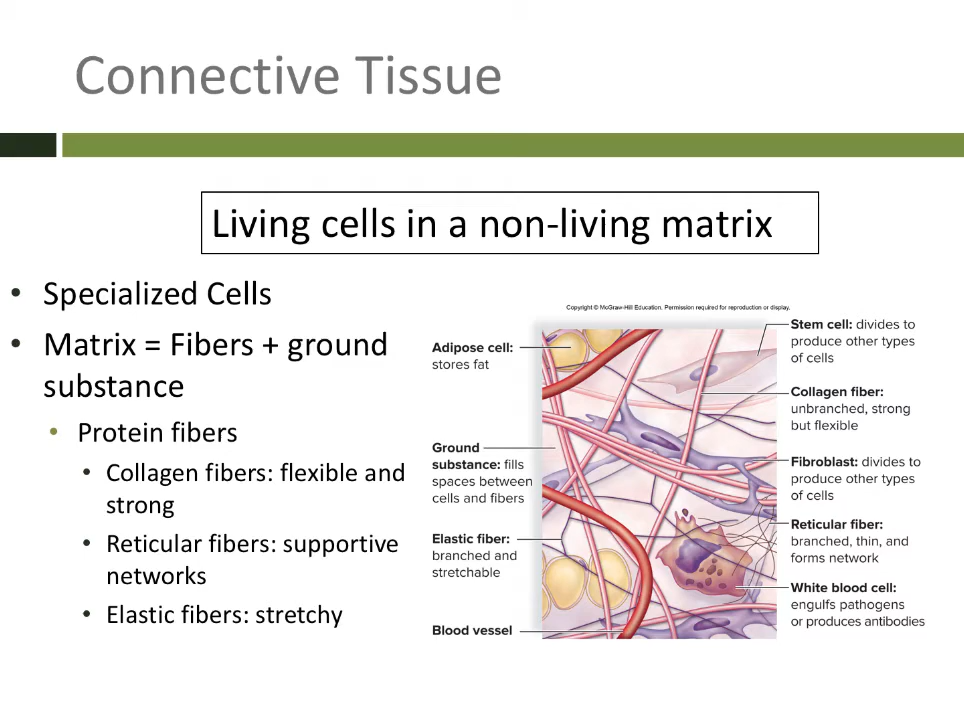 Connective Tissue
Living cells in a non-living matrix
• Specialized Cells
• Matrix = Fibers + ground
substance
• Protein fibers
• Collagen fibers: flexible and
strong
• Reticular fibers: supportive
networks
• Elastic fibers: stretchy
Copyright © McGraw-Hill Education. Permission required for reproduction or display.
Adipose cell:
stores fat
Ground
substance: fills
spaces between
cells and fibers
Elastic fiber:
branched and
stretchable
Blood vessel
Stem cell: divides to
produce other types
of cells
Collagen fiber:
unbranched, strong
but flexible
Fibroblast: divides to
produce other types
of cells
Reticular fiber:
branched, thin, and
forms network
White blood cell:
engulfs pathogens
or produces antibodies